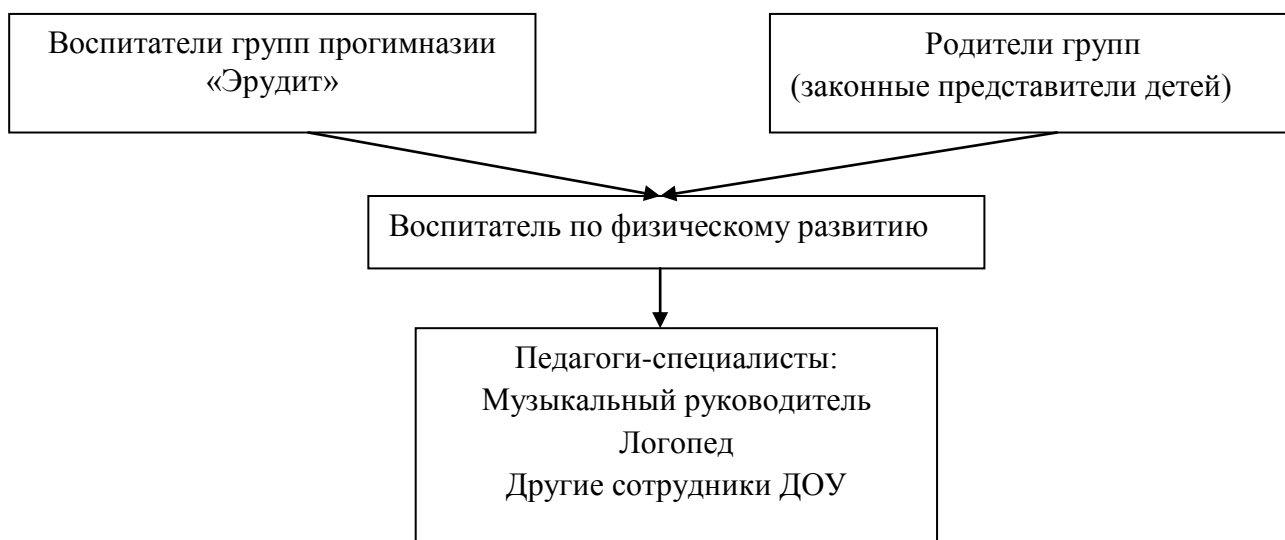 Воспитатели групп прогимназии
«Эрудит»
Родители групп
(законные представители детей)
Воспитатель по физическому развитию
Педагоги-специалисты:
Музыкальный руководитель
Логопед
Другие сотрудники ДОУ